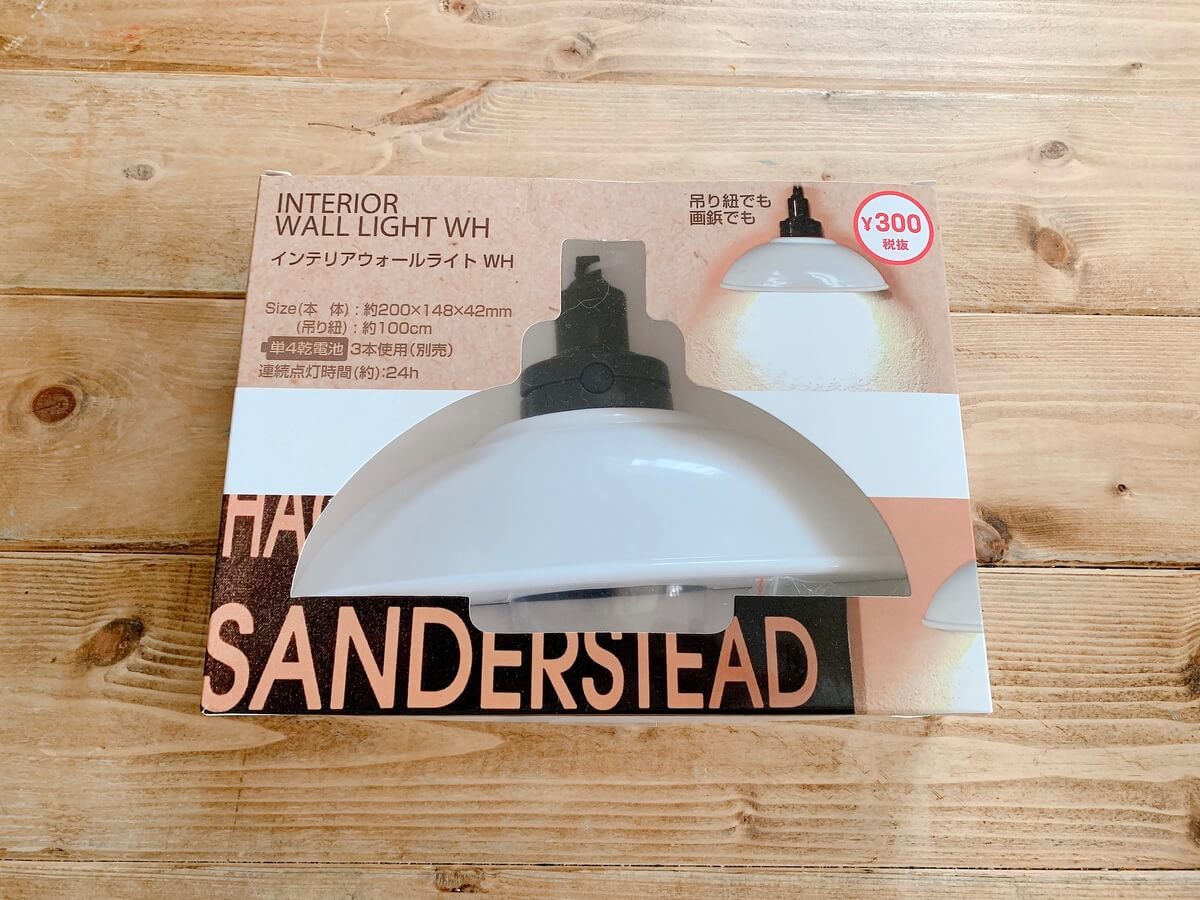 INTERIOR
WALL LIGHT WH
インテリアウォールライト WH
Size(本 体):約200×148×42mm
(吊り紐):約100cm
単4乾電池 3本使用(別売)
連続点灯時間(約):24h
吊り紐でも
画鋲でも
¥300
税抜
SANDERSTEAD